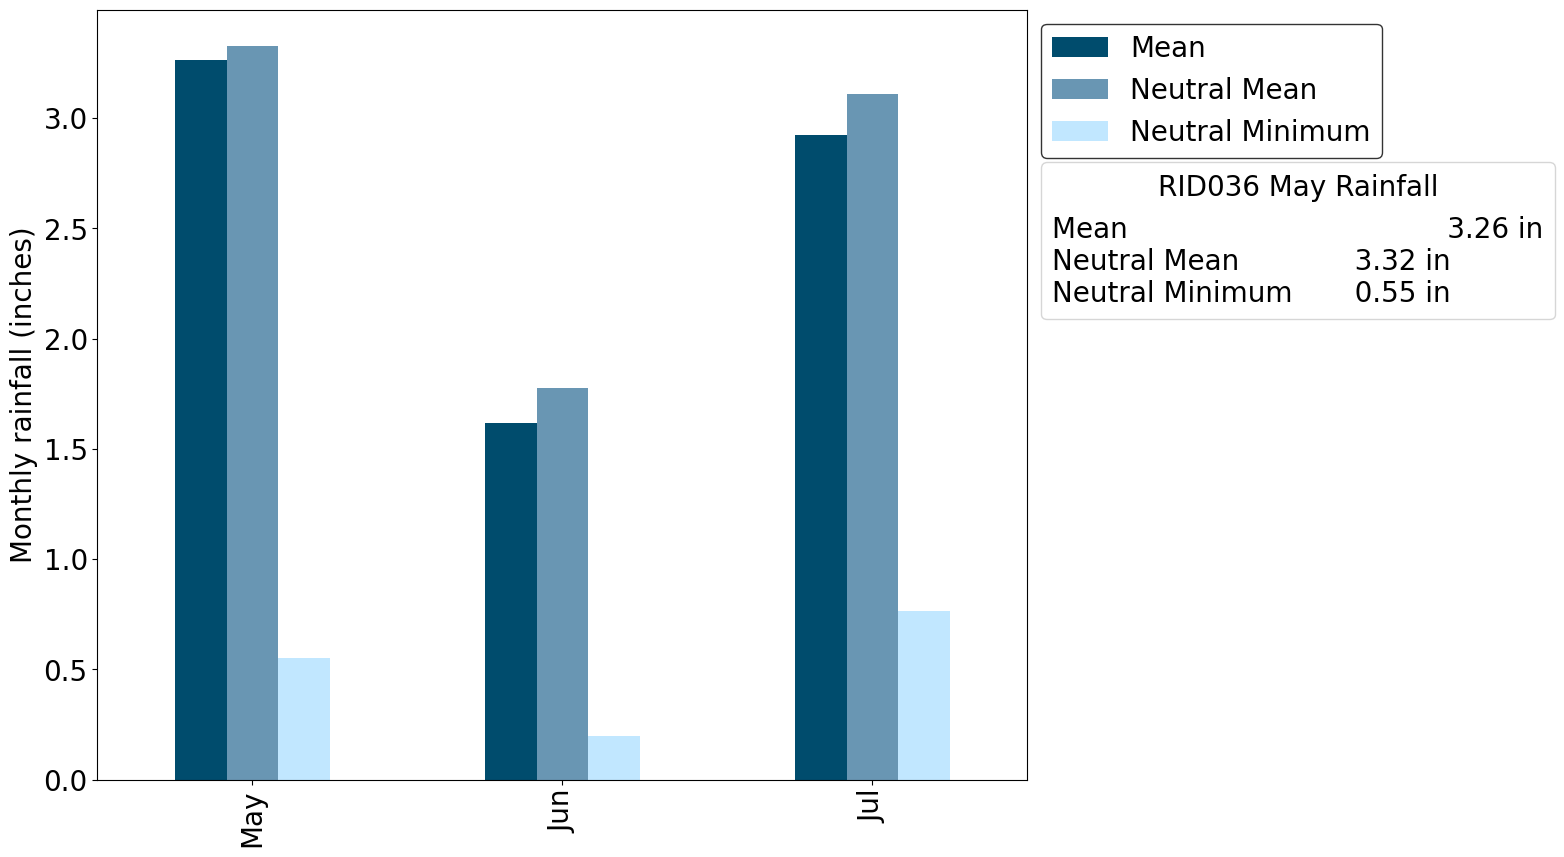 Monthly rainfall (inches)
3.0
2.5
2.0
1.5
1.0
0.5
0.0
May
Jun
Jul
Mean
Neutral Mean
Neutral Minimum
RID036 May Rainfall
Mean 3.26 in
Neutral Mean 3.32 in
Neutral Minimum 0.55 in